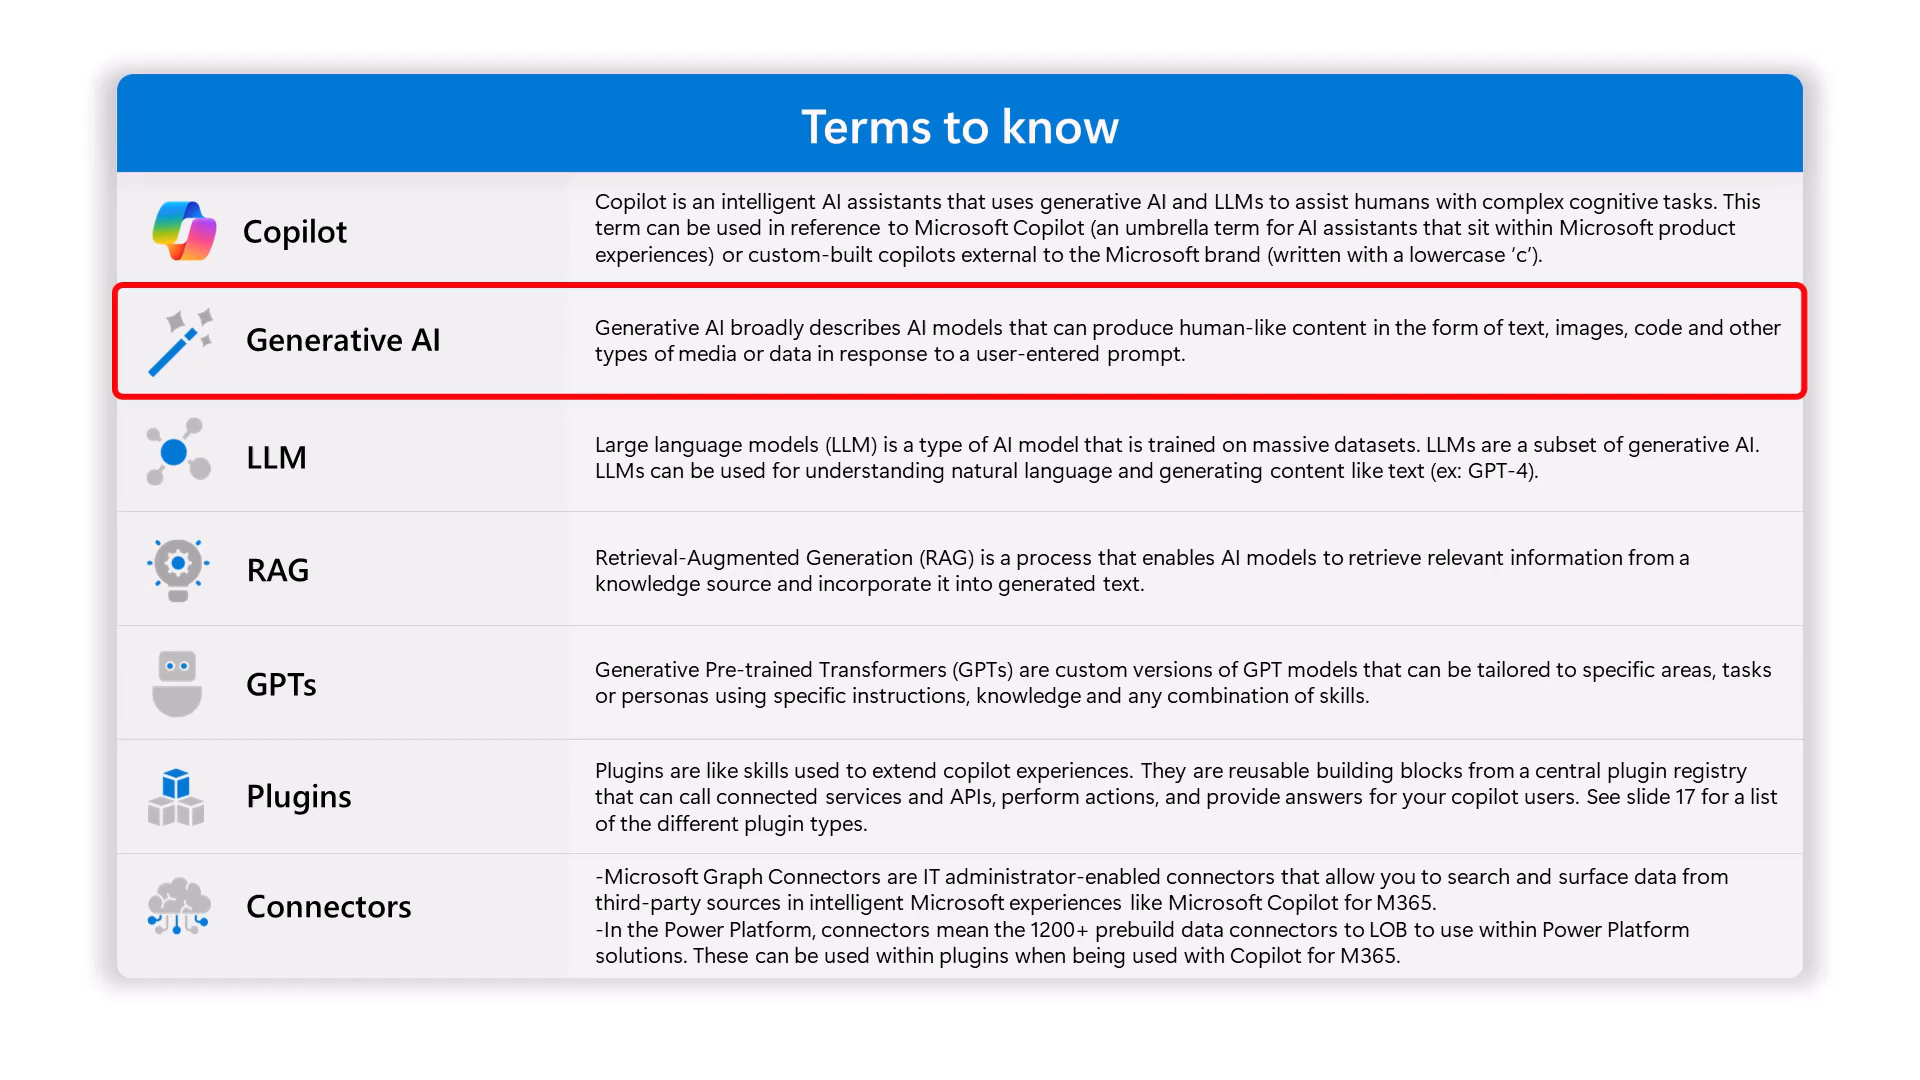 Terms to know
Copilot
Copilot is an intelligent AI assistants that uses generative AI and LLMs to assist humans with complex cognitive tasks. This
term can be used in reference to Microsoft Copilot (an umbrella term for AI assistants that sit within Microsoft product
experiences) or custom-built copilots external to the Microsoft brand (written with a lowercase ‘c’).
Generative AI
Generative AI broadly describes AI models that can produce human-like content in the form of text, images, code and other
types of media or data in response to a user-entered prompt.
LLM
Large language models (LLM) is a type of AI model that is trained on massive datasets. LLMs are a subset of generative AI.
LLMs can be used for understanding natural language and generating content like text (ex: GPT-4).
RAG
Retrieval-Augmented Generation (RAG) is a process that enables AI models to retrieve relevant information from a
knowledge source and incorporate it into generated text.
GPTs
Generative Pre-trained Transformers (GPTs) are custom versions of GPT models that can be tailored to specific areas, tasks
or personas using specific instructions, knowledge and any combination of skills.
Plugins
Plugins are like skills used to extend copilot experiences. They are reusable building blocks from a central plugin registry
that can call connected services and APIs, perform actions, and provide answers for your copilot users. See slide 17 for a list
of the different plugin types.
Connectors
-Microsoft Graph Connectors are IT administrator-enabled connectors that allow you to search and surface data from
third-party sources in intelligent Microsoft experiences like Microsoft Copilot for M365.
-In the Power Platform, connectors mean the 1200+ prebuild data connectors to LOB to use within Power Platform
solutions. These can be used within plugins when being used with Copilot for M365.